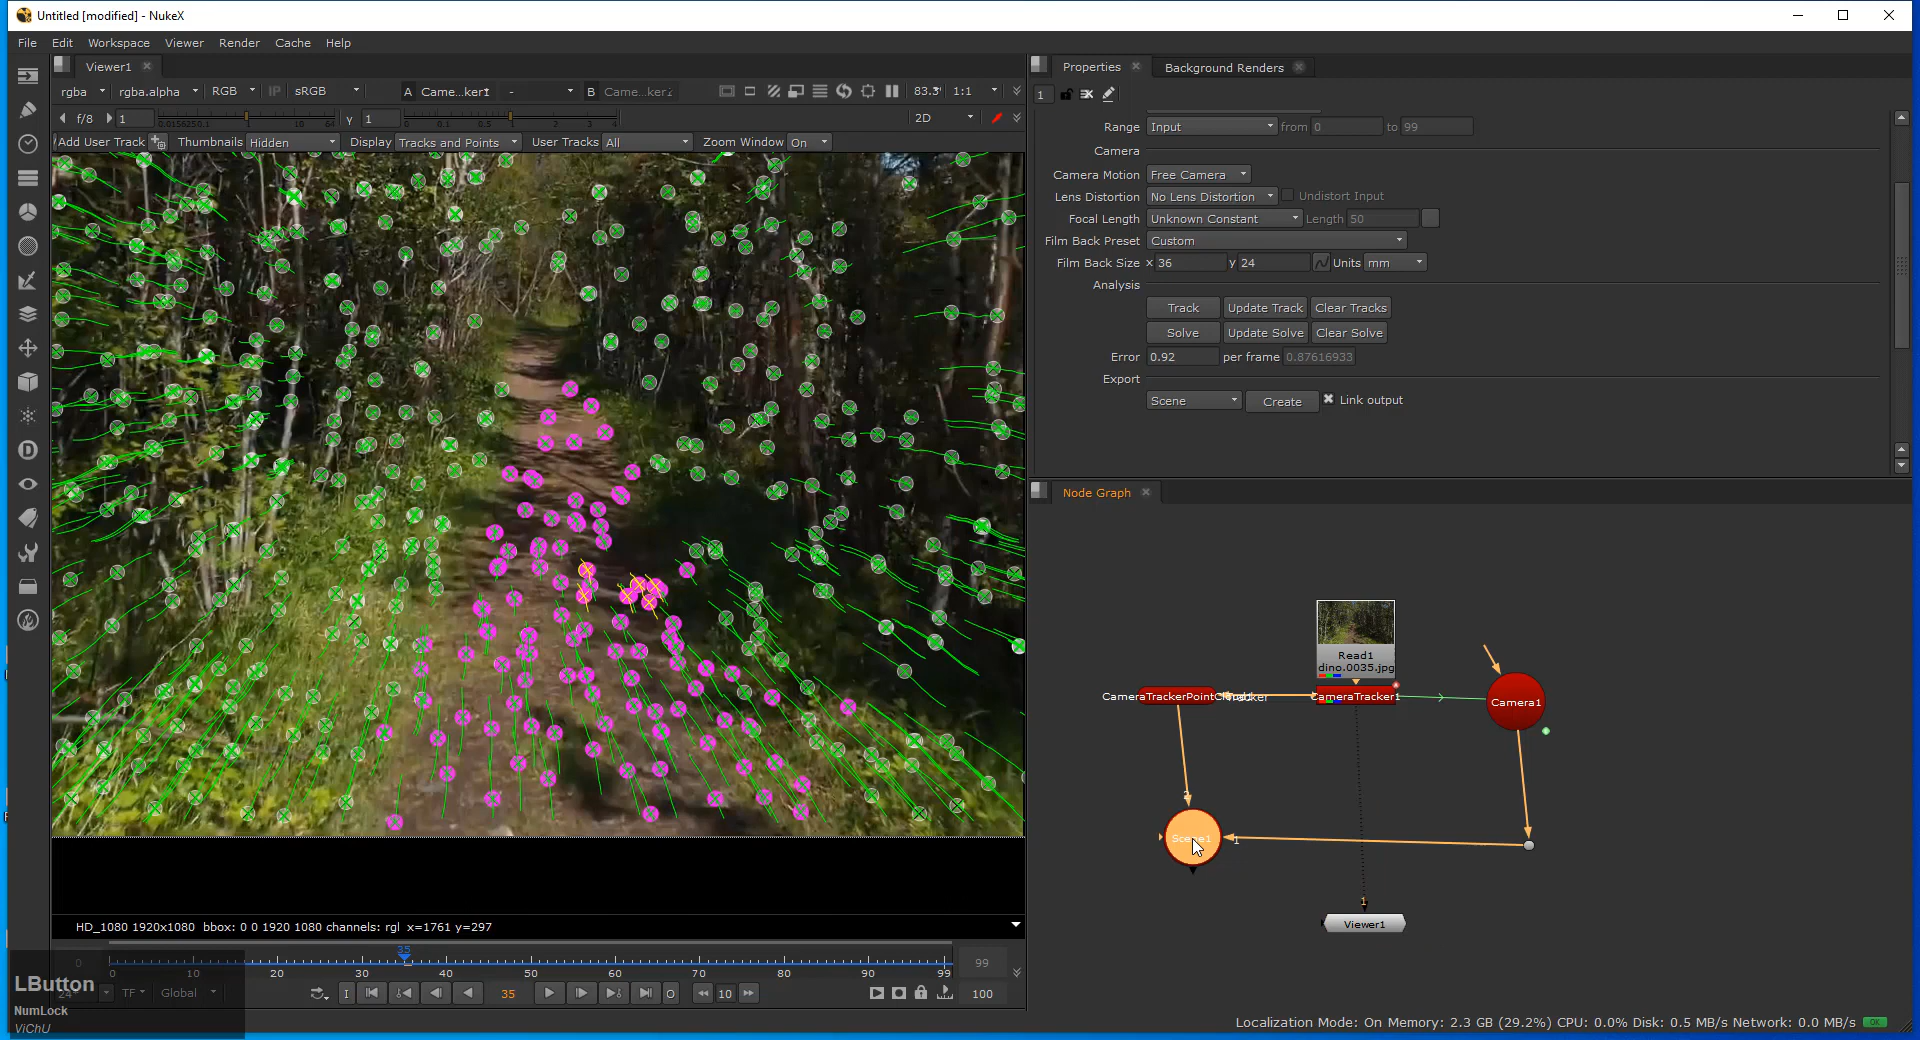 Untitled [modified] - NukeX
File Edit Workspace Viewer Render Cache Help
Viewer1
rgba rgba.alpha RGB IP sRGB A Came...ker1 - B 1:1
f/8 1 y 1 2D
Add User Track Thumbnails Hidden Display Tracks and Points User Tracks All Zoom Window On
HD_1080 1920x1080 bbox: 0 0 1920 1080 channels: rgl x=1761 y=297
35
0 10 20 30 40 50 60 70 80 90 99 99
TF Global I 35 O 10 100
LButton
NumLock
ViChU
Properties Background Renders
1
Range Input from 0 to 99
Camera
Camera Motion Free Camera
Lens Distortion No Lens Distortion Undistort Input
Focal Length Unknown Constant Length 50
Film Back Preset Custom
Film Back Size x 36 y 24 Units mm
Analysis
Track Update Track Clear Tracks
Solve Update Solve Clear Solve
Error 0.92 per frame 0.87616933
Export
Scene Create Link output
Node Graph
Read1
dino.0035.jpg
CameraTracker1
Camera1
Scene1
1
1
Viewer1
Localization Mode: On Memory: 2.3 GB (29.2%) CPU: 0.0% Disk: 0.5 MB/s Network: 0.0 MB/s OK